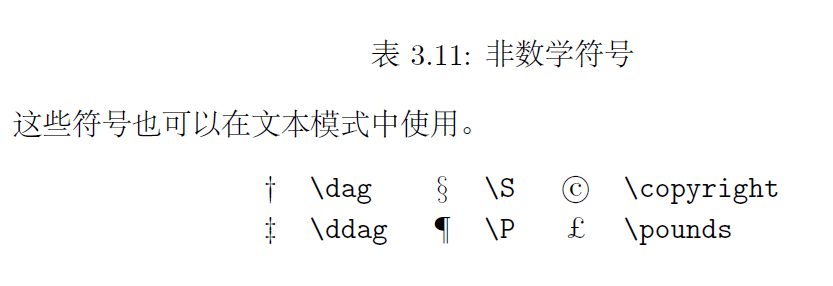 表 3.11: 非数学符号
这些符号也可以在文本模式中使用。
† \dag § \S © \copyright
‡ \ddag ¶ \P £ \pounds